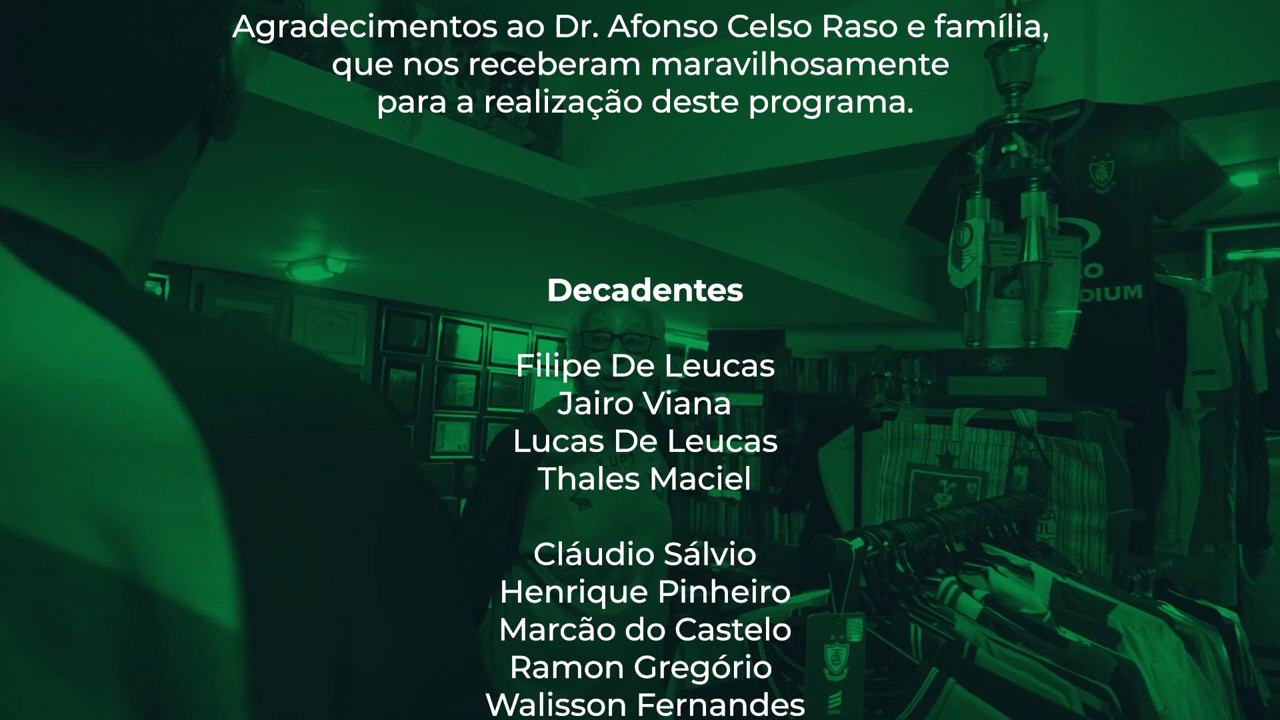 Agradecimentos ao Dr. Afonso Celso Raso e família,
que nos receberam maravilhosamente
para a realização deste programa.
Decadentes
Filipe De Leucas
Jairo Viana
Lucas De Leucas
Thales Maciel
Cláudio Sálvio
Henrique Pinheiro
Marcão do Castelo
Ramon Gregório
Walisson Fernandes